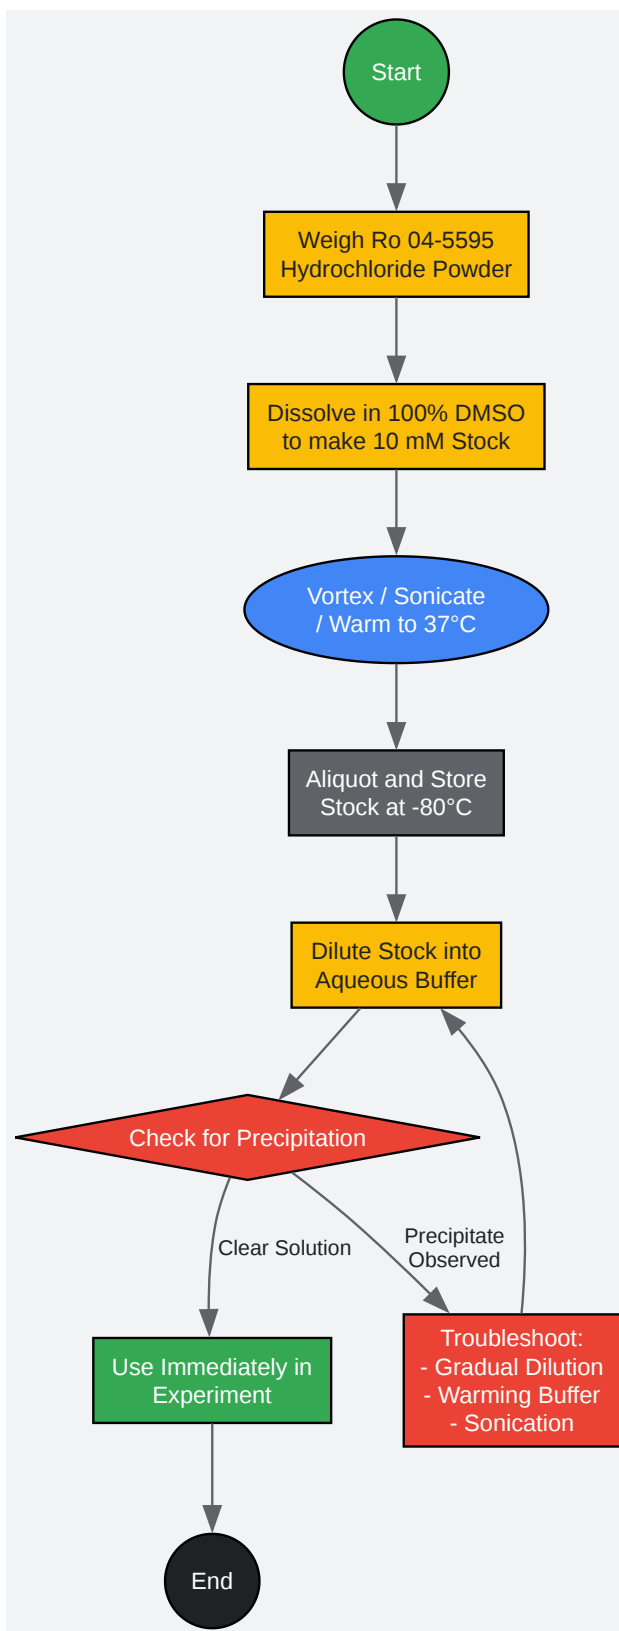 Start
Weigh Ro 04-5595
Hydrochloride Powder
Dissolve in 100% DMSO
to make 10 mM Stock
Vortex / Sonicate
/ Warm to 37°C
Aliquot and Store
Stock at -80°C
Dilute Stock into
Aqueous Buffer
Check for Precipitation
Clear Solution
Precipitate
Observed
Use Immediately in
Experiment
Troubleshoot:
- Gradual Dilution
- Warming Buffer
- Sonication
End